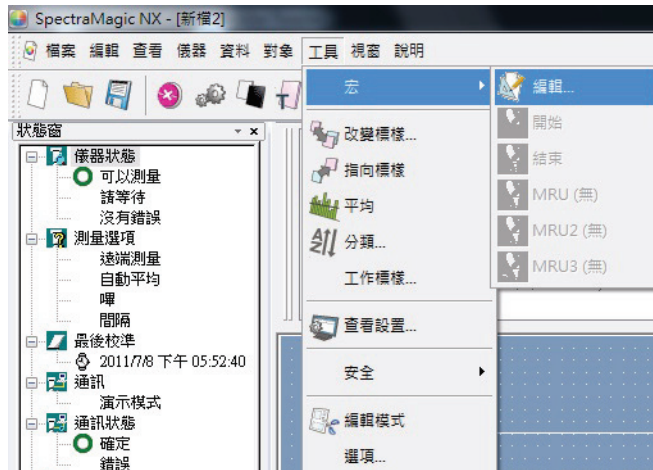 SpectraMagic NX - [新檔2]
檔案 編輯 查看 儀器 資料 對象 工具 視窗 說明
狀態窗
儀器狀態
可以測量
請等待
沒有錯誤
測量選項
遠端測量
自動平均
嗶
間隔
最後校準
2011/7/8 下午 05:52:40
通訊
演示模式
通訊狀態
確定
錯誤
宏
改變標樣...
指向標樣
平均
分類...
工作標樣...
查看設置...
安全
編輯模式
選項...
編輯...
開始
結束
MRU (無)
MRU2 (無)
MRU3 (無)